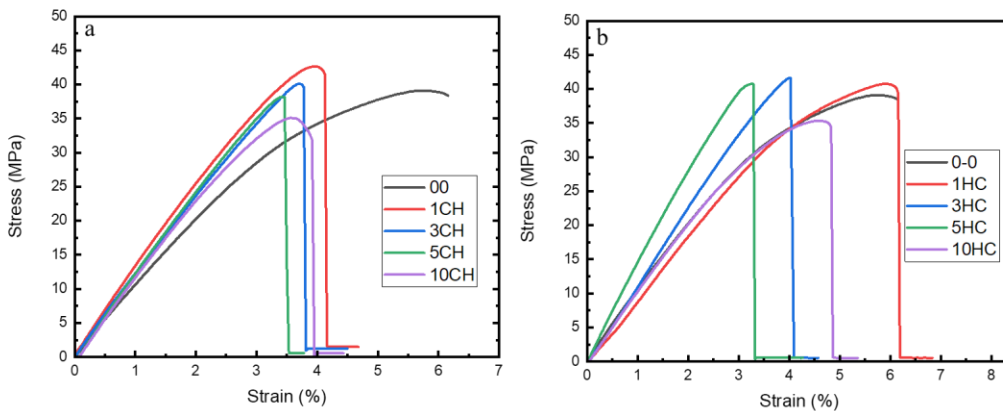 a
50
45
40
35
30
25
20
15
10
5
0
Stress (MPa)
0 1 2 3 4 5 6 7
Strain (%)
00
1CH
3CH
5CH
10CH
b
50
45
40
35
30
25
20
15
10
5
0
Stress (MPa)
0 1 2 3 4 5 6 7 8
Strain (%)
0-0
1HC
3HC
5HC
10HC